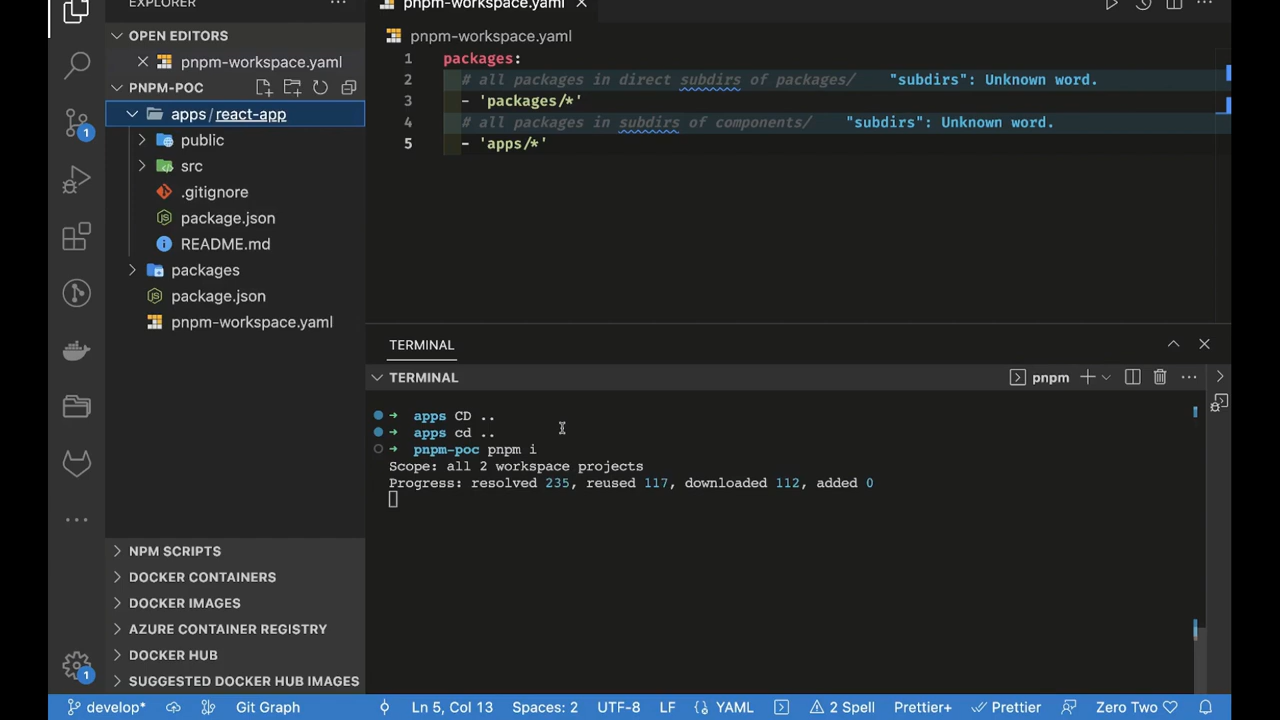 EXPLORER
pnpm-workspace.yaml
OPEN EDITORS
pnpm-workspace.yaml
pnpm-workspace.yaml
PNPM-POC
apps/react-app
public
src
.gitignore
package.json
README.md
packages
package.json
pnpm-workspace.yaml
1 packages:
2 # all packages in direct subdirs of packages/ "subdirs": Unknown word.
3 - 'packages/*'
4 # all packages in subdirs of components/ "subdirs": Unknown word.
5 - 'apps/*'
1
TERMINAL
TERMINAL
pnpm
apps CD ..
apps cd ..
pnpm-poc pnpm i
Scope: all 2 workspace projects
Progress: resolved 235, reused 117, downloaded 112, added 0
NPM SCRIPTS
DOCKER CONTAINERS
DOCKER IMAGES
AZURE CONTAINER REGISTRY
DOCKER HUB
SUGGESTED DOCKER HUB IMAGES
1
develop* Git Graph Ln 5, Col 13 Spaces: 2 UTF-8 LF YAML 2 Spell Prettier+ Prettier Zero Two